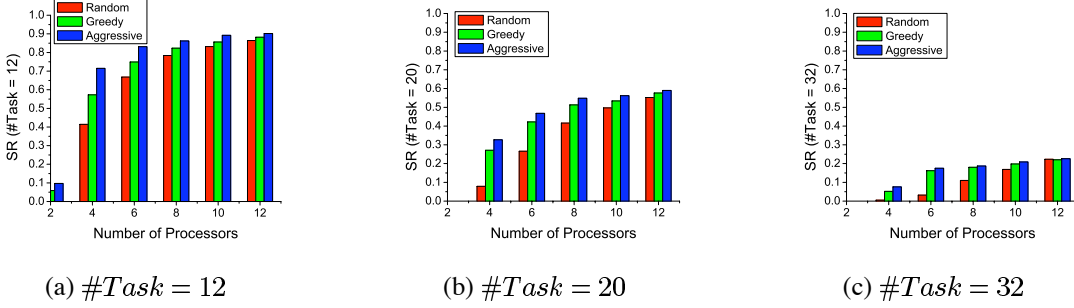 1.0
0.9
0.8
0.7
0.6
0.5
0.4
0.3
0.2
0.1
0.0
SR (#Task = 12)
Random
Greedy
Aggressive
2 4 6 8 10 12
Number of Processors
(a) #Task = 12
1.0
0.9
0.8
0.7
0.6
0.5
0.4
0.3
0.2
0.1
0.0
SR (#Task = 20)
Random
Greedy
Aggressive
2 4 6 8 10 12
Number of Processors
(b) #Task = 20
1.0
0.9
0.8
0.7
0.6
0.5
0.4
0.3
0.2
0.1
0.0
SR (#Task = 32)
Random
Greedy
Aggressive
2 4 6 8 10 12
Number of Processors
(c) #Task = 32